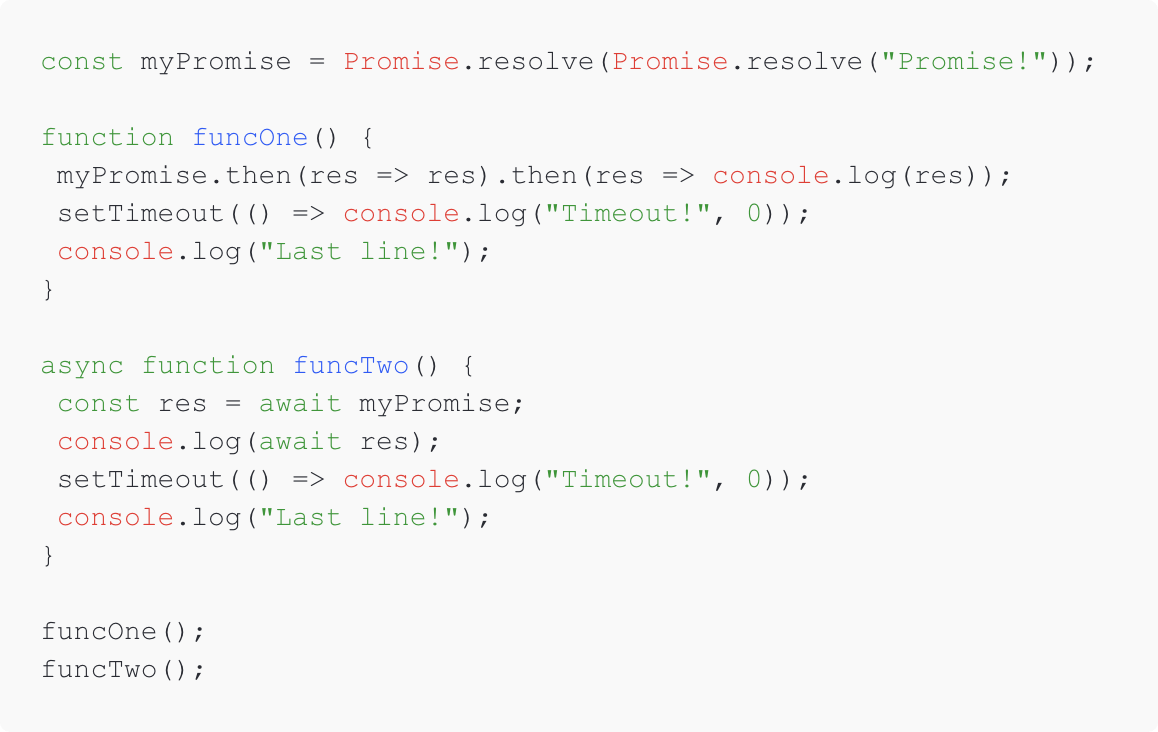 const myPromise = Promise.resolve(Promise.resolve("Promise!"));

function funcOne() {
 myPromise.then(res => res).then(res => console.log(res));
 setTimeout(() => console.log("Timeout!", 0));
 console.log("Last line!");
}

async function funcTwo() {
 const res = await myPromise;
 console.log(await res);
 setTimeout(() => console.log("Timeout!", 0));
 console.log("Last line!");
}

funcOne();
funcTwo();